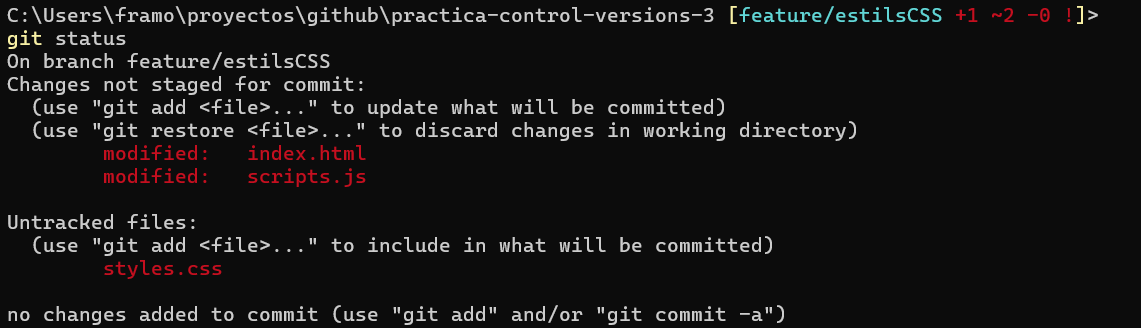 C:\Users\framo\proyectos\github\practica-control-versions-3 [feature/estilsCSS +1 ~2 -0 !]>
git status
On branch feature/estilsCSS
Changes not staged for commit:
  (use "git add <file>..." to update what will be committed)
  (use "git restore <file>..." to discard changes in working directory)
        modified:   index.html
        modified:   scripts.js

Untracked files:
  (use "git add <file>..." to include in what will be committed)
        styles.css

no changes added to commit (use "git add" and/or "git commit -a")